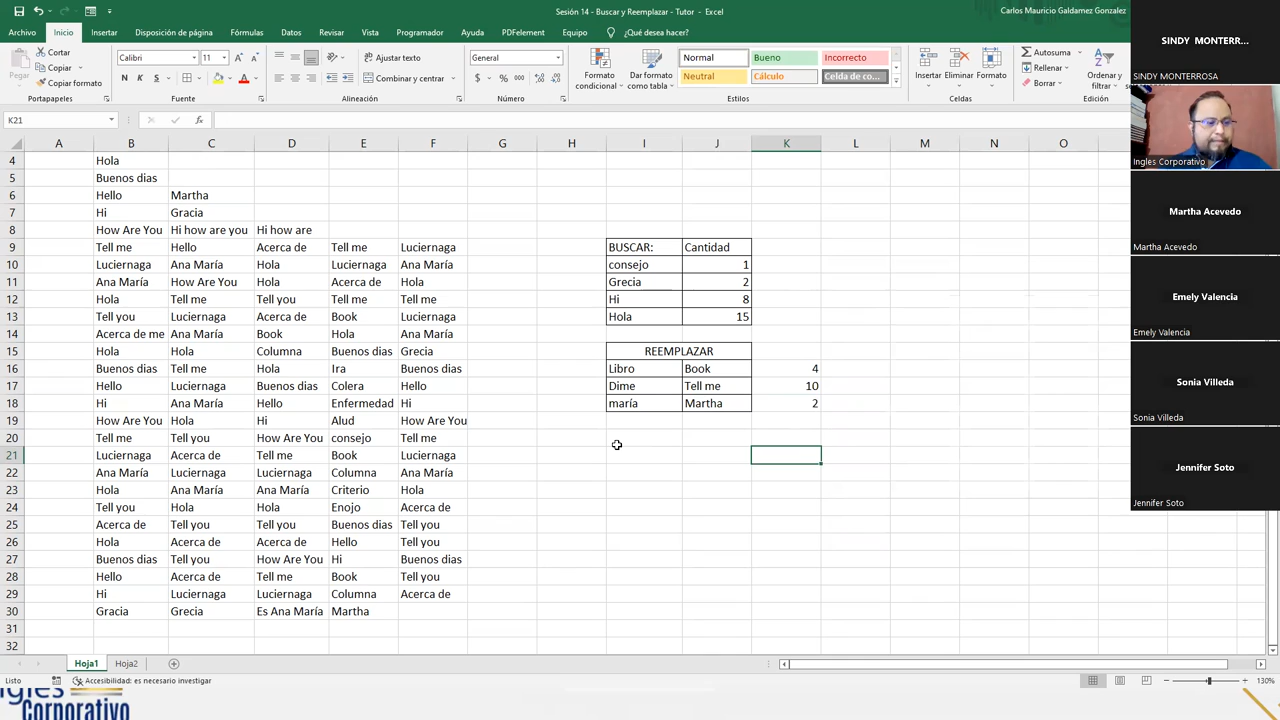 Sesión 14 - Buscar y Reemplazar - Tutor - Excel
Carlos Mauricio Galdamez Gonzalez
Archivo Inicio Insertar Disposición de página Fórmulas Datos Revisar Vista Programador Ayuda PDFelement Equipo ¿Qué desea hacer?
Pegar
Cortar
Copiar
Copiar formato
Portapapeles
Calibri 11
N K S
Fuente
Ajustar texto
Combinar y centrar
Alineación
General
$ % 000
Número
Formato condicional
Dar formato como tabla
Normal Bueno Incorrecto
Neutral Cálculo Celda de co...
Estilos
Insertar Eliminar Formato
Celdas
Autosuma
Rellenar
Borrar
Ordenar y filtrar
Edición
K21 fx
A B C D E F G H I J K L M N O
4 Hola
5 Buenos dias
6 Hello Martha
7 Hi Gracia
8 How Are You Hi how are you Hi how are
9 Tell me Hello Acerca de Tell me Luciernaga BUSCAR: Cantidad
10 Luciernaga Ana María Hola Luciernaga Ana María consejo 1
11 Ana María How Are You Hola Acerca de Hola Grecia 2
12 Hola Tell me Tell you Tell me Tell me Hi 8
13 Tell you Luciernaga Acerca de Book Luciernaga Hola 15
14 Acerca de me Ana María Book Hola Ana María
15 Hola Hola Columna Buenos dias Grecia REEMPLAZAR
16 Buenos dias Tell me Hola Ira Buenos dias Libro Book 4
17 Hello Luciernaga Buenos dias Colera Hello Dime Tell me 10
18 Hi Ana María Hello Enfermedad Hi maría Martha 2
19 How Are You Hola Hi Alud How Are You
20 Tell me Tell you How Are You consejo Tell me
21 Luciernaga Acerca de Tell me Book Luciernaga
22 Ana María Luciernaga Luciernaga Columna Ana María
23 Hola Ana María Ana María Criterio Hola
24 Tell you Hola Hola Enojo Acerca de
25 Acerca de Tell you Tell you Buenos dias Tell you
26 Hola Acerca de Acerca de Hello Tell you
27 Buenos dias Tell you How Are You Hi Buenos dias
28 Hello Acerca de Tell me Book Tell you
29 Hi Luciernaga Luciernaga Columna Acerca de
30 Gracia Grecia Es Ana María Martha
31
32
Hoja1 Hoja2
Listo Accesibilidad: es necesario investigar
130%
Ingles
Corporativo
SINDY MONTERR...
SINDY MONTERROSA
Ingles Corporativo
Martha Acevedo
Martha Acevedo
Emely Valencia
Emely Valencia
Sonia Villeda
Sonia Villeda
Jennifer Soto
Jennifer Soto